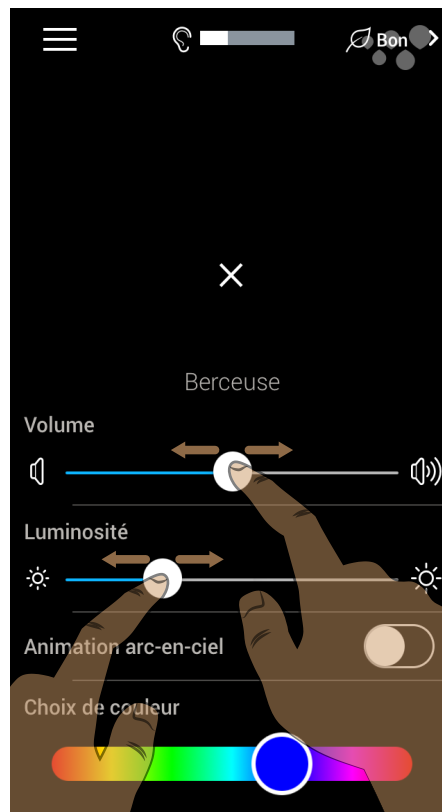 Bon
Berceuse
Volume
Luminosité
Animation arc-en-ciel
Choix de couleur